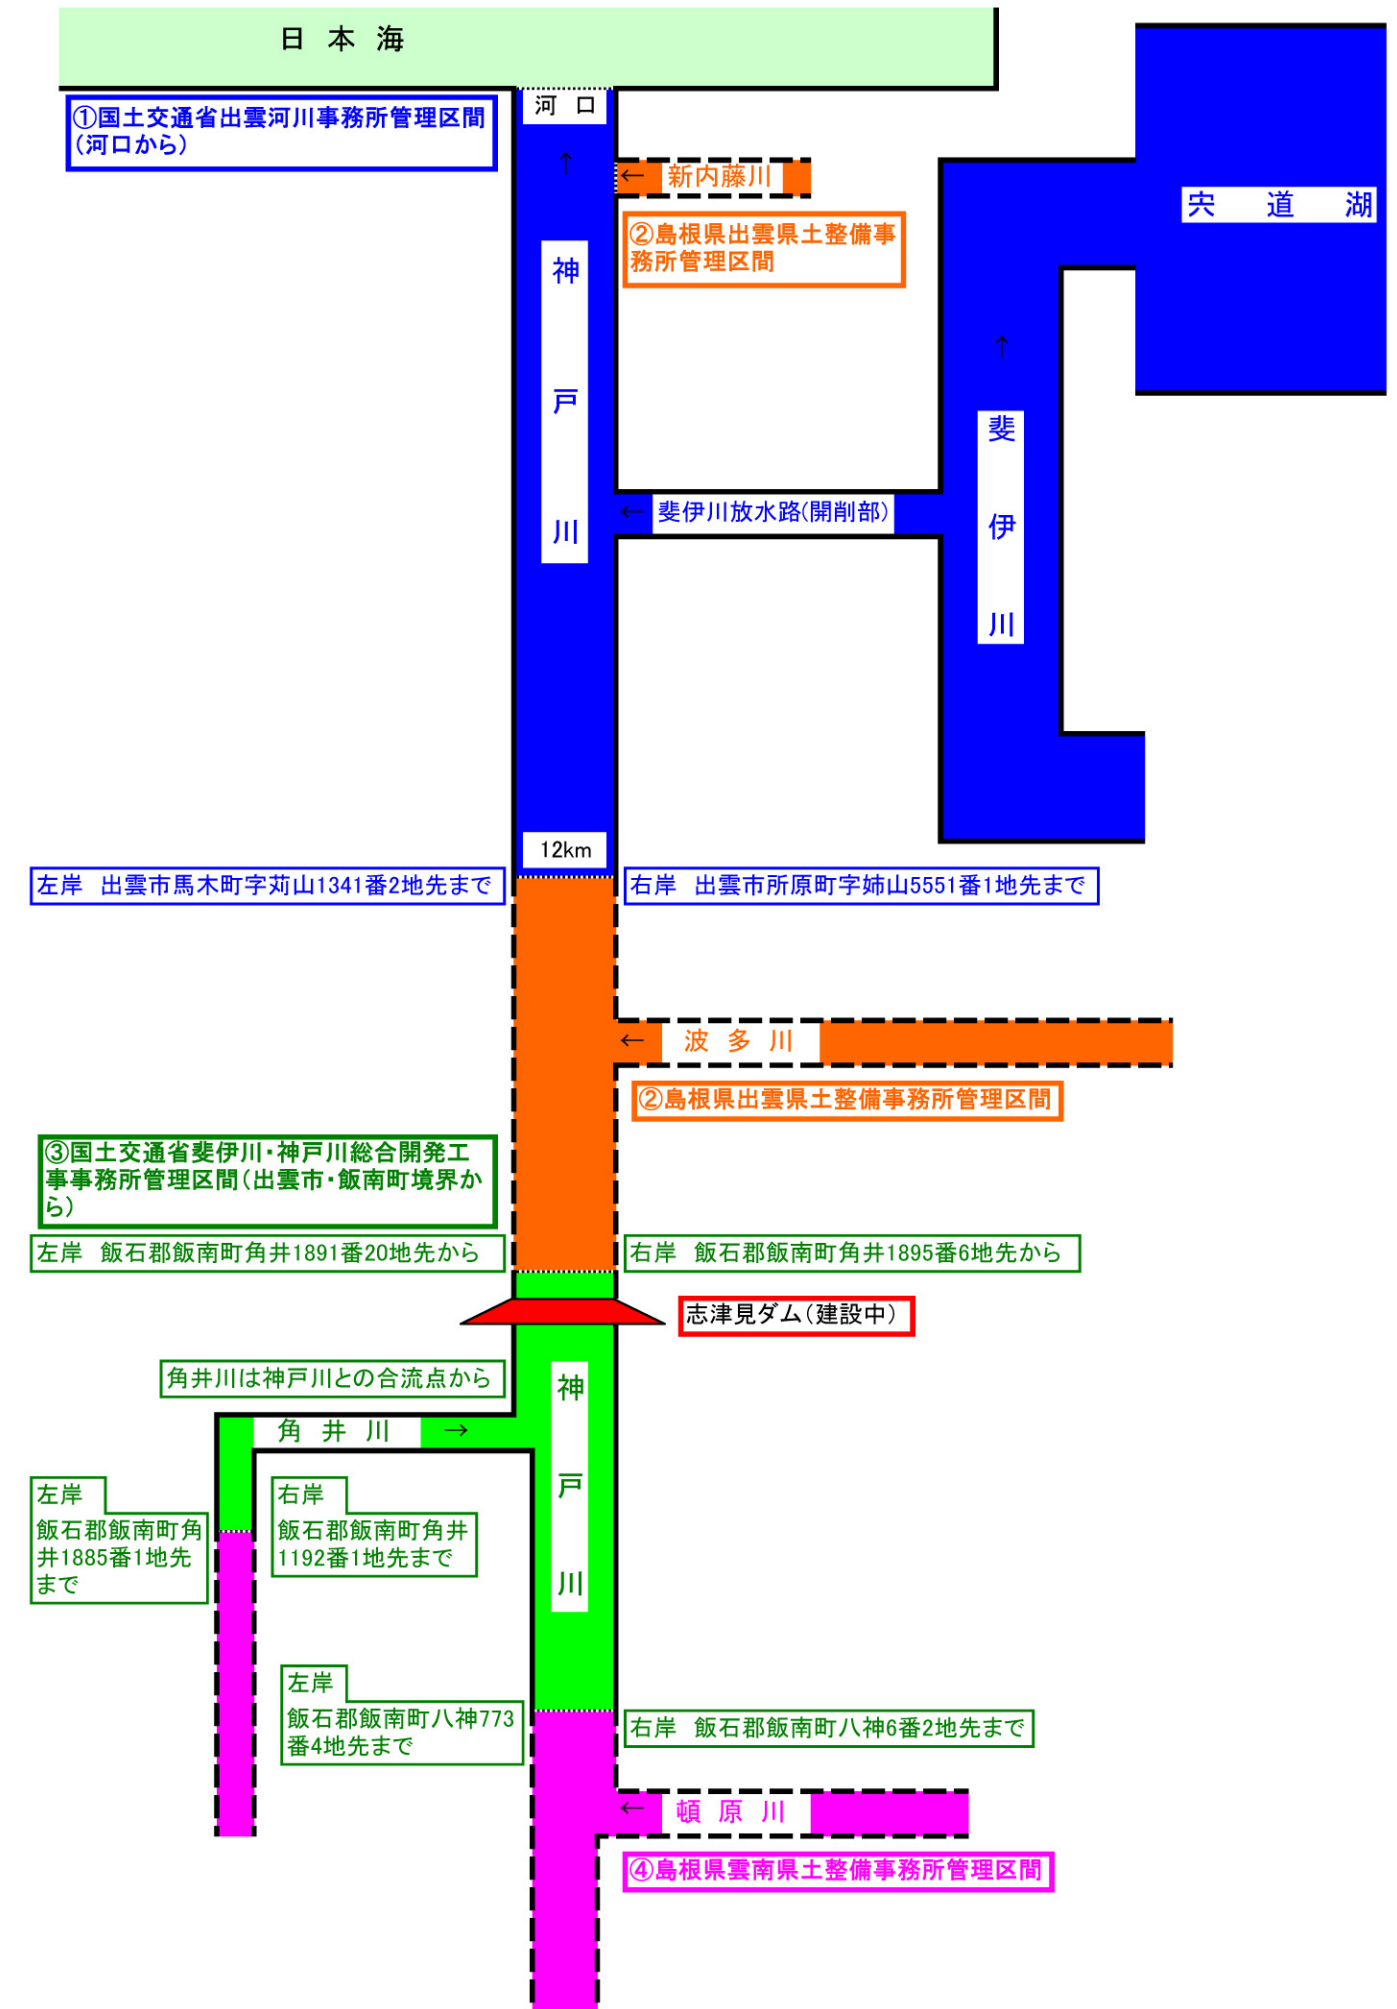 日本海
河口
①国土交通省出雲河川事務所管理区間
(河口から)
←新内藤川
②島根県出雲県土整備事
務所管理区間
宍道湖
↑
神戸川
↑
斐伊川
←斐伊川放水路(開削部)
12km
左岸 出雲市馬木町字苅山1341番2地先まで
右岸 出雲市所原町字姉山5551番1地先まで
←波多川
②島根県出雲県土整備事務所管理区間
③国土交通省斐伊川・神戸川総合開発工
事事務所管理区間(出雲市・飯南町境界か
ら)
左岸 飯石郡飯南町角井1891番20地先から
右岸 飯石郡飯南町角井1895番6地先から
志津見ダム(建設中)
角井川は神戸川との合流点から
神戸川
角井川→
左岸
飯石郡飯南町角
井1885番1地先
まで
右岸
飯石郡飯南町角井
1192番1地先まで
左岸
飯石郡飯南町八神773
番4地先まで
右岸 飯石郡飯南町八神6番2地先まで
←頓原川
④島根県雲南県土整備事務所管理区間